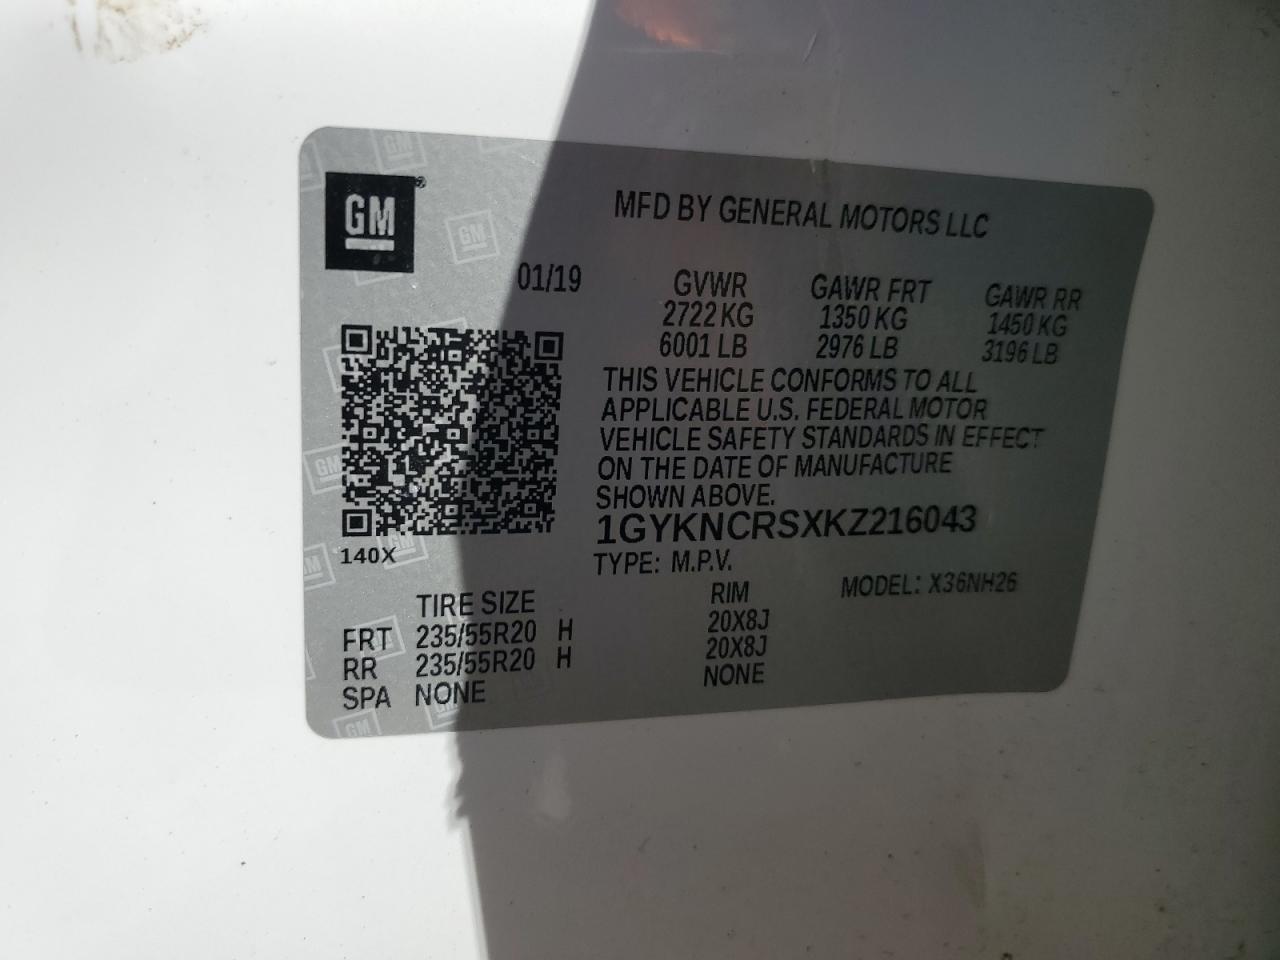 GM
MFD BY GENERAL MOTORS LLC
01/19 GVWR GAWR FRT GAWR RR
2722 KG 1350 KG 1450 KG
6001 LB 2976 LB 3196 LB
THIS VEHICLE CONFORMS TO ALL
APPLICABLE U.S. FEDERAL MOTOR
VEHICLE SAFETY STANDARDS IN EFFECT
ON THE DATE OF MANUFACTURE
SHOWN ABOVE.
1GYKNCRSXKZ216043
140X
TYPE: M.P.V. MODEL: X36NH26
TIRE SIZE RIM
FRT 235/55R20 H 20X8J
RR 235/55R20 H 20X8J
SPA NONE NONE